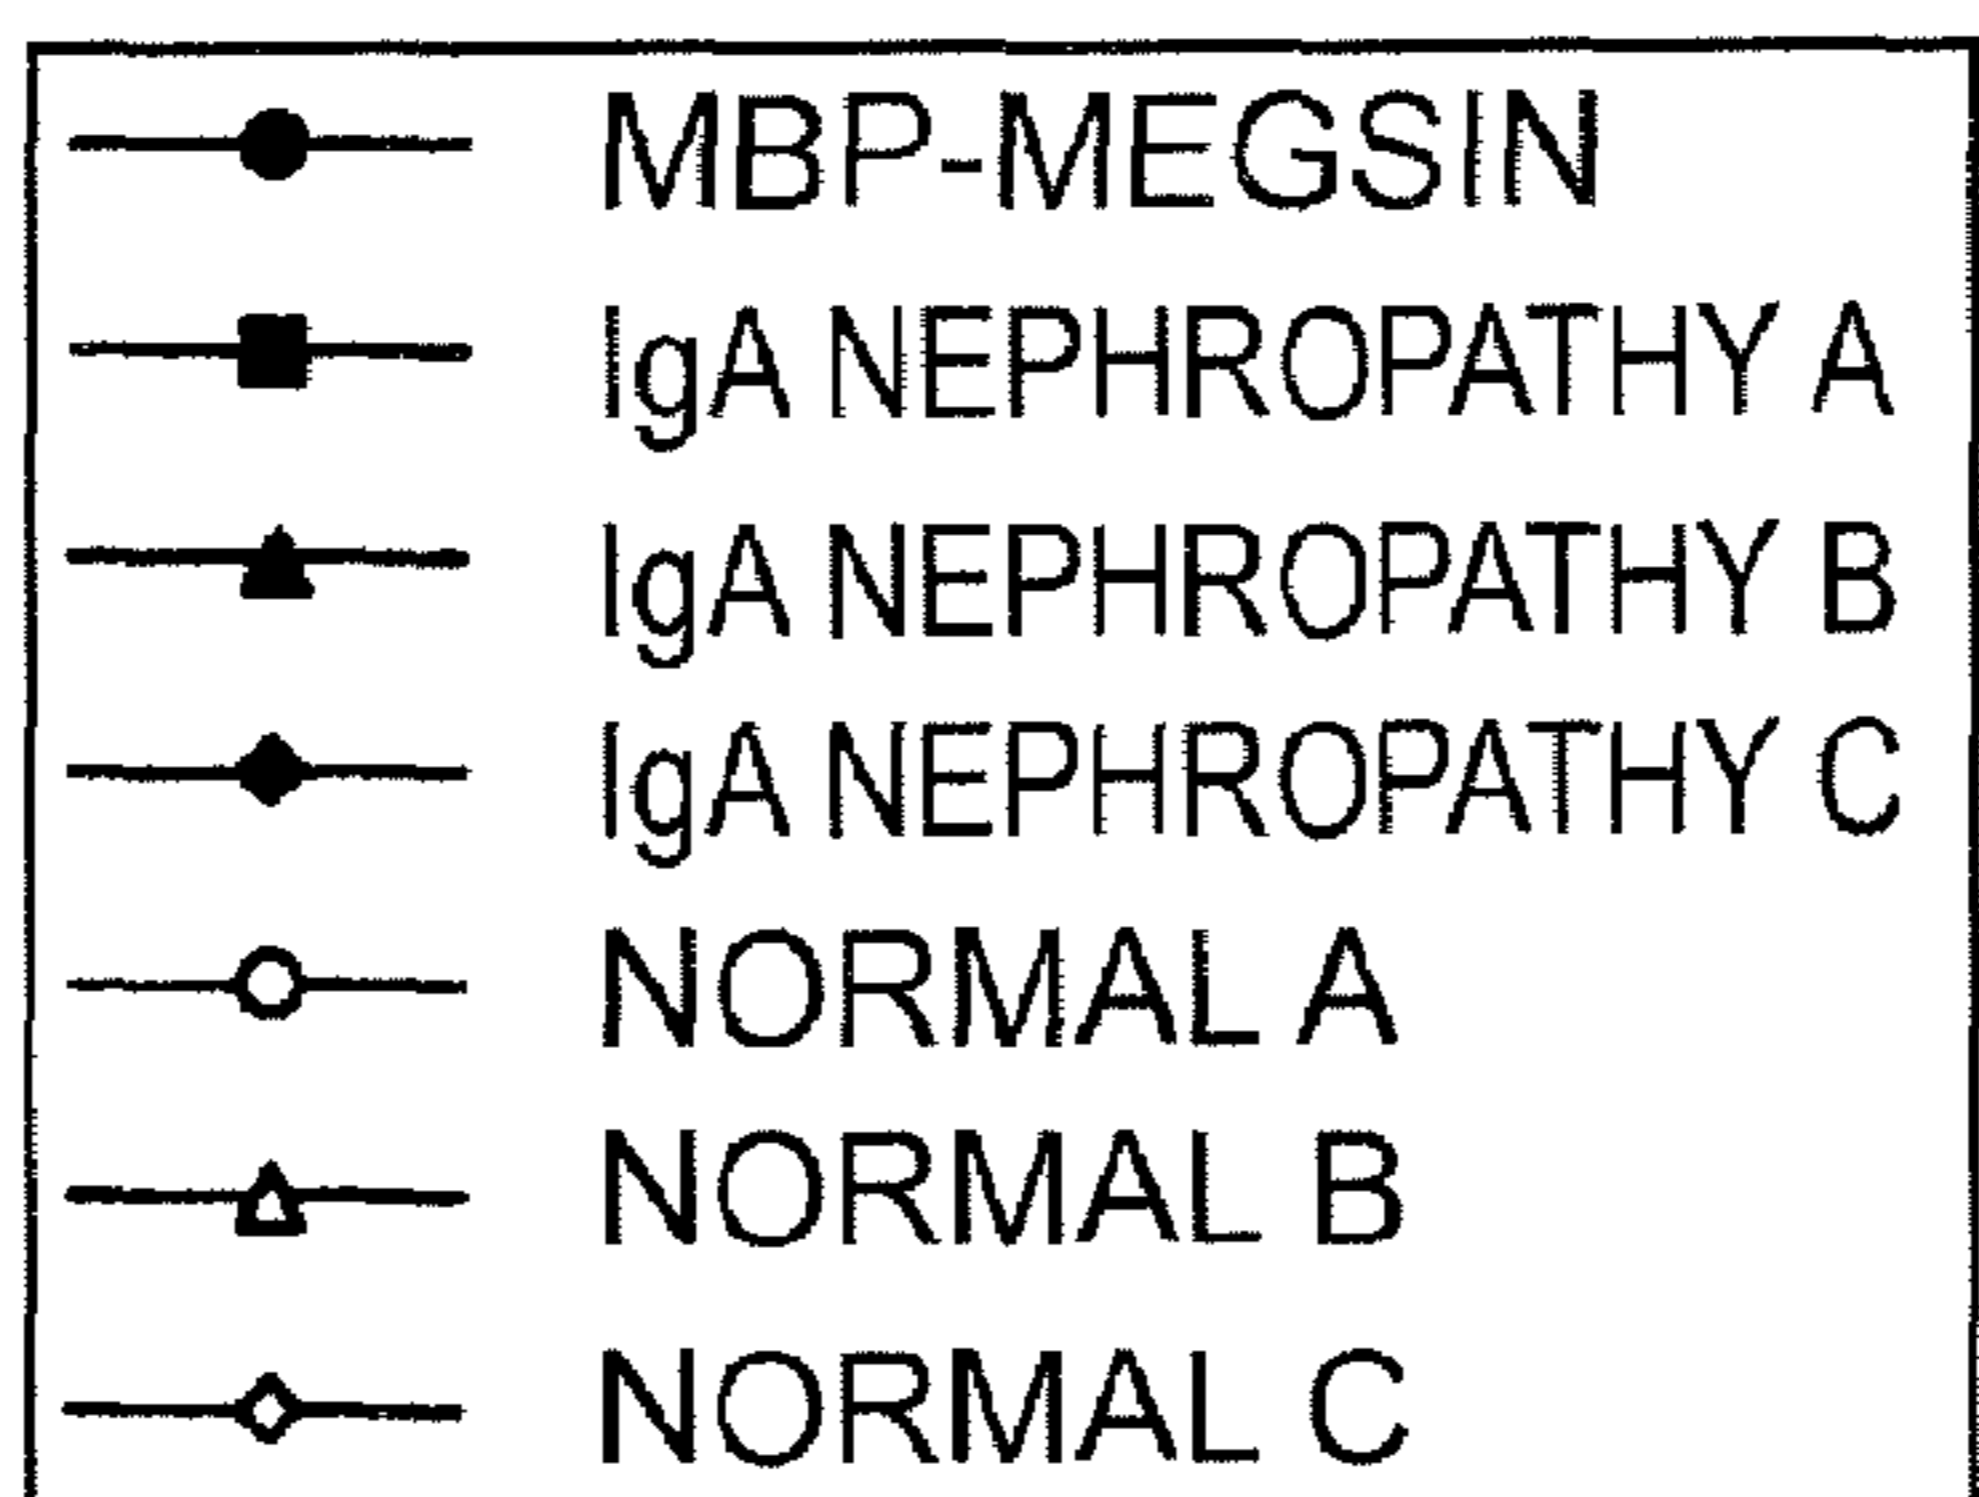 MBP-MEGSIN
IgA NEPHROPATHY A
IgA NEPHROPATHY B
IgA NEPHROPATHY C
NORMAL A
NORMAL B
NORMAL C